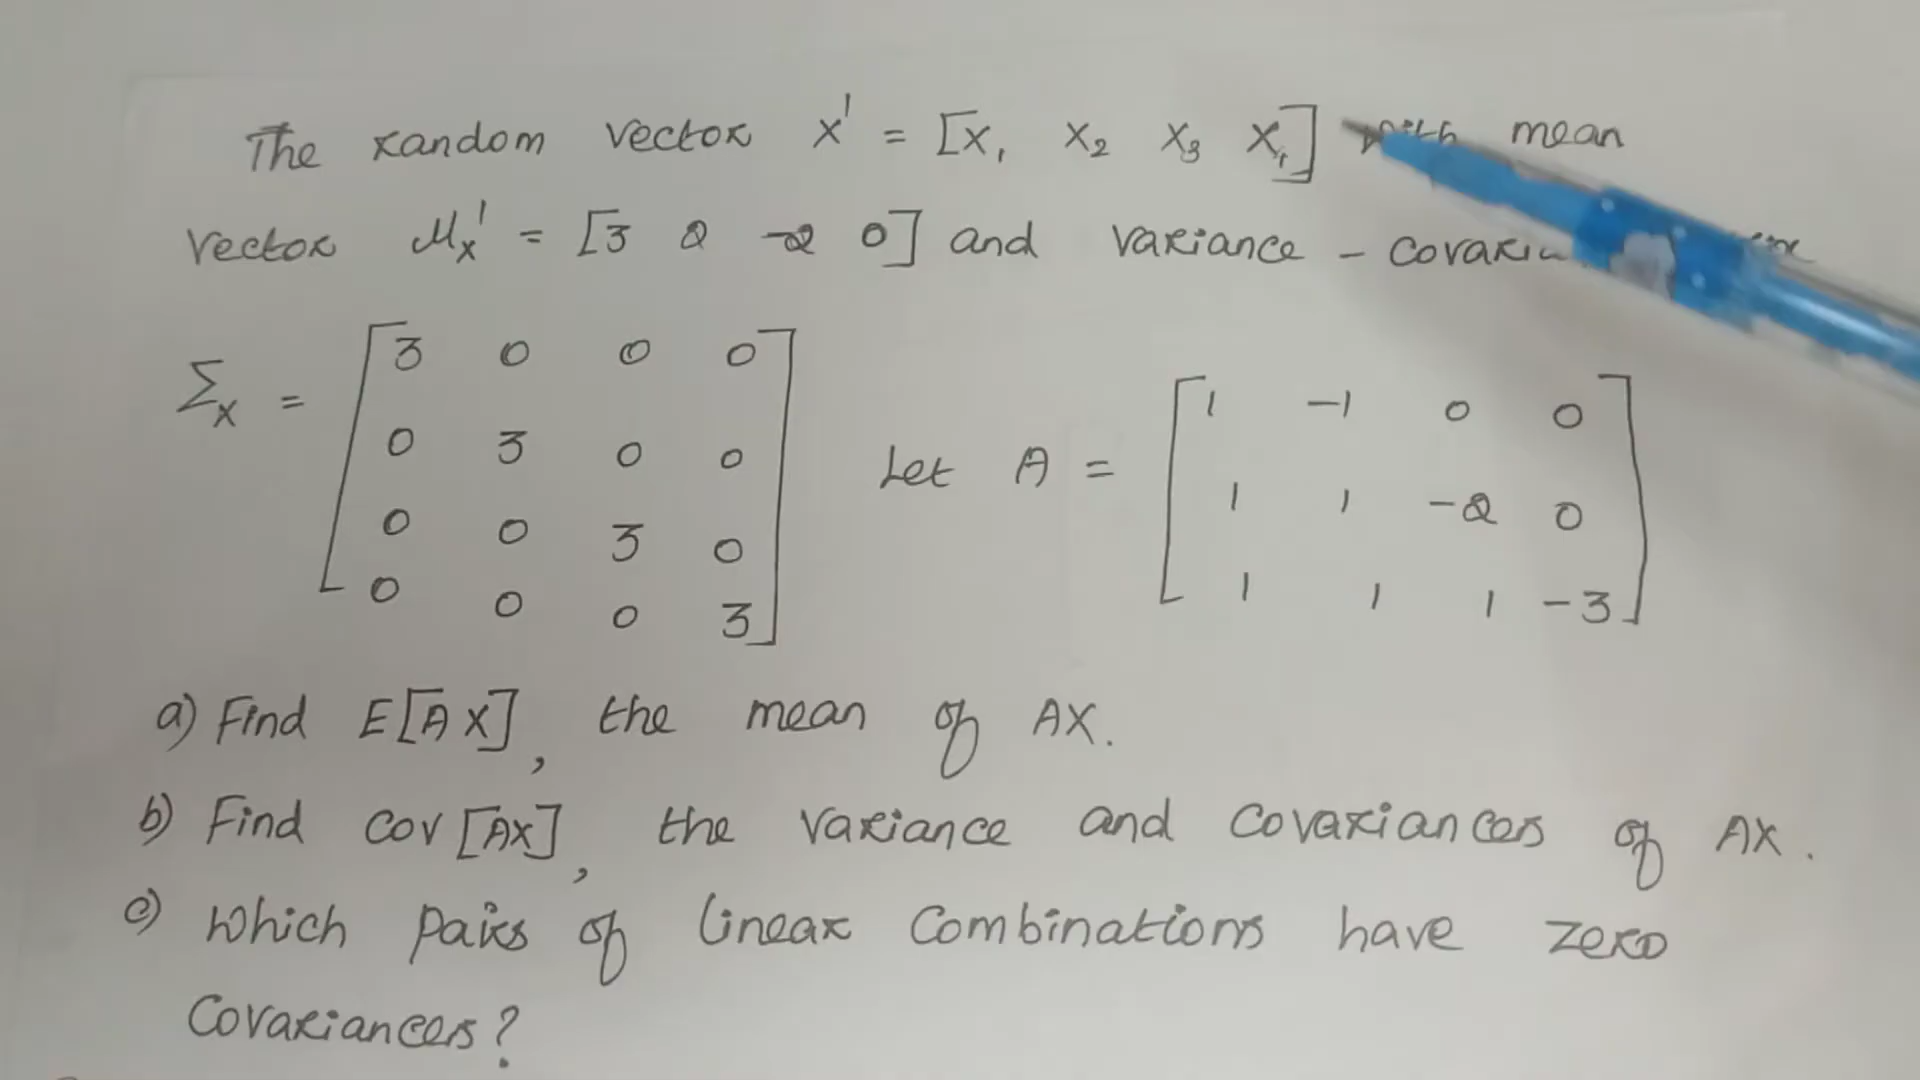 The random vector X' = [X₁ X₂ X₃ X₄] with mean
vector μₓ' = [3 2 -2 0] and variance - covaria
Σₓ = [3 0 0 0
0 3 0 0
0 0 3 0
0 0 0 3]
Let A = [1 -1 0 0
1 1 -2 0
1 1 1 -3]
a) Find E[AX], the mean of AX.
b) Find cov[AX], the variance and covariances of AX.
c) which pairs of linear combinations have zero
covariances?